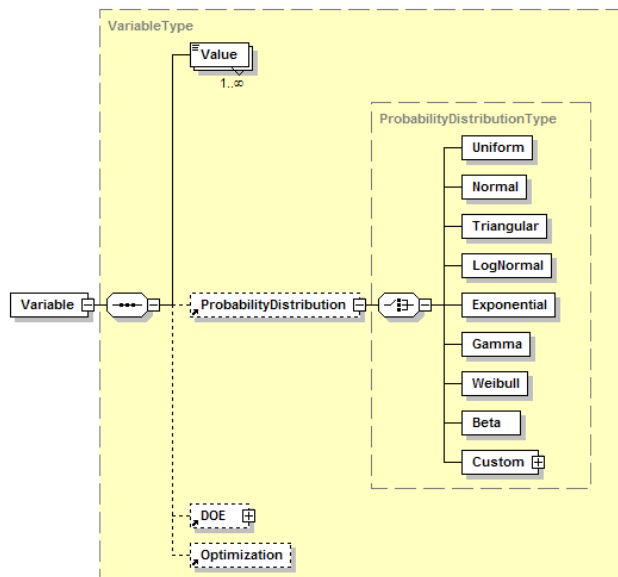 VariableType
Value
1..∞
ProbabilityDistributionType
Uniform
Normal
Triangular
LogNormal
Variable
ProbabilityDistribution
Exponential
Gamma
Weibull
Beta
Custom
DOE
Optimization